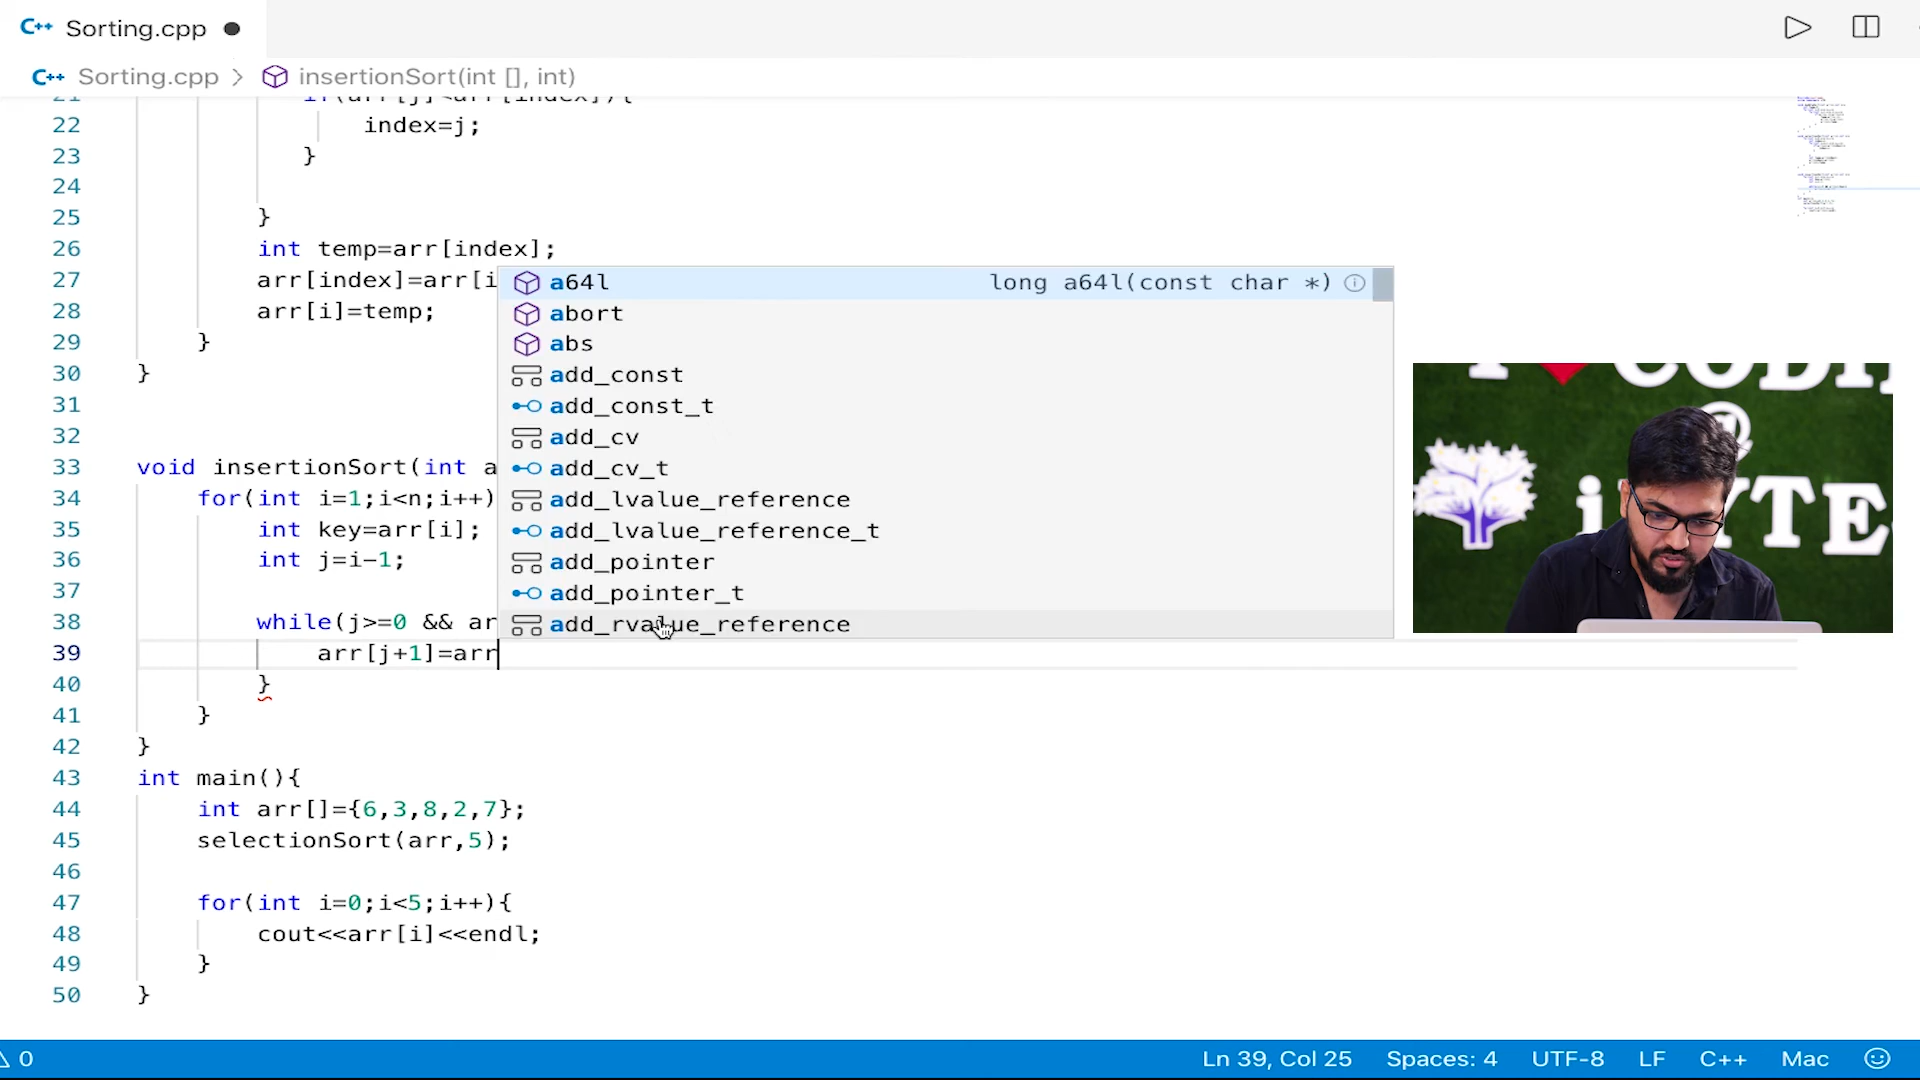 C++ Sorting.cpp ●
C++ Sorting.cpp > insertionSort(int [], int)
21 if(arr[j]<arr[index]){
22 index=j;
23 }
24
25 }
26 int temp=arr[index];
27 arr[index]=arr[i
28 arr[i]=temp;
29 }
30 }
31
32
33 void insertionSort(int a
34 for(int i=1;i<n;i++)
35 int key=arr[i];
36 int j=i-1;
37
38 while(j>=0 && ar
39 arr[j+1]=arr
40 }
41 }
42 }
43 int main(){
44 int arr[]={6,3,8,2,7};
45 selectionSort(arr,5);
46
47 for(int i=0;i<5;i++){
48 cout<<arr[i]<<endl;
49 }
50 }
a64l long a64l(const char *)
abort
abs
add_const
add_const_t
add_cv
add_cv_t
add_lvalue_reference
add_lvalue_reference_t
add_pointer
add_pointer_t
add_rvalue_reference
@
0
Ln 39, Col 25 Spaces: 4 UTF-8 LF C++ Mac